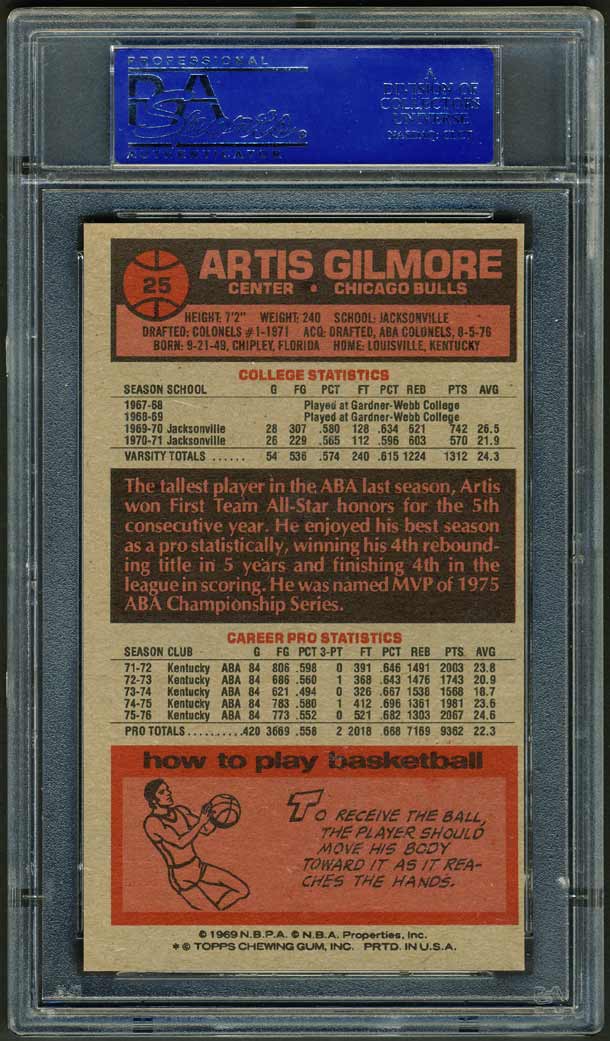 PROFESSIONAL
PSA
Sports
AUTHENTICATOR
A
DIVISION OF
COLLECTORS
UNIVERSE
NASDAQ: CLCT
25
ARTIS GILMORE
CENTER • CHICAGO BULLS
HEIGHT: 7'2" WEIGHT: 240 SCHOOL: JACKSONVILLE
DRAFTED: COLONELS #1-1971 ACQ: DRAFTED, ABA COLONELS, 8-5-76
BORN: 9-21-49, CHIPLEY, FLORIDA HOME: LOUISVILLE, KENTUCKY
COLLEGE STATISTICS
SEASON SCHOOL G FG PCT FT PCT REB PTS AVG
1967-68 Played at Gardner-Webb College
1968-69 Played at Gardner-Webb College
1969-70 Jacksonville 28 307 .580 128 .634 621 742 26.5
1970-71 Jacksonville 26 229 .565 112 .596 603 570 21.9
VARSITY TOTALS ...... 54 536 .574 240 .615 1224 1312 24.3
The tallest player in the ABA last season, Artis
won First Team All-Star honors for the 5th
consecutive year. He enjoyed his best season
as a pro statistically, winning his 4th rebound-
ing title in 5 years and finishing 4th in the
league in scoring. He was named MVP of 1975
ABA Championship Series.
CAREER PRO STATISTICS
SEASON CLUB G FG PCT 3-PT FT PCT REB PTS. AVG
71-72 Kentucky ABA 84 806 .598 0 391 .646 1491 2003 23.8
72-73 Kentucky ABA 84 686 .560 1 368 .643 1476 1743 20.9
73-74 Kentucky ABA 84 621 .494 0 326 .667 1538 1568 18.7
74-75 Kentucky ABA 84 783 .580 1 412 .696 1361 1981 23.6
75-76 Kentucky ABA 84 773 .552 0 521 .682 1303 2067 24.6
PRO TOTALS..........420 3669 .558 2 2018 .668 7169 9362 22.3
how to play basketball
TO RECEIVE THE BALL,
THE PLAYER SHOULD
MOVE HIS BODY
TOWARD IT AS IT REA-
CHES THE HANDS.
© 1969 N.B.P.A. © N.B.A. Properties, Inc.
* © TOPPS CHEWING GUM, INC. PRTD. IN U.S.A.